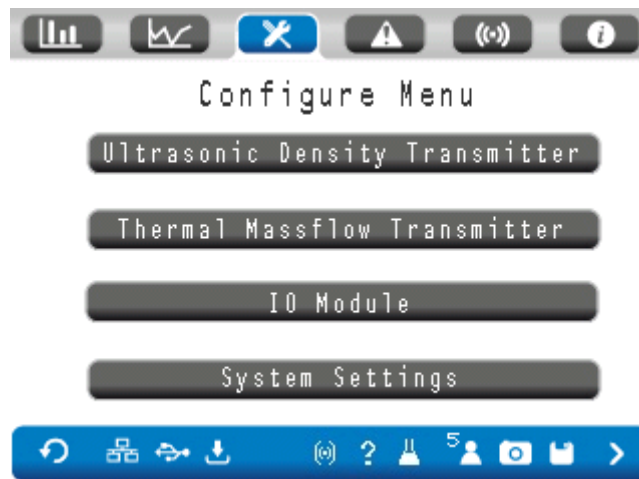 Configure Menu
Ultrasonic Density Transmitter
Thermal Massflow Transmitter
IO Module
System Settings
? 5